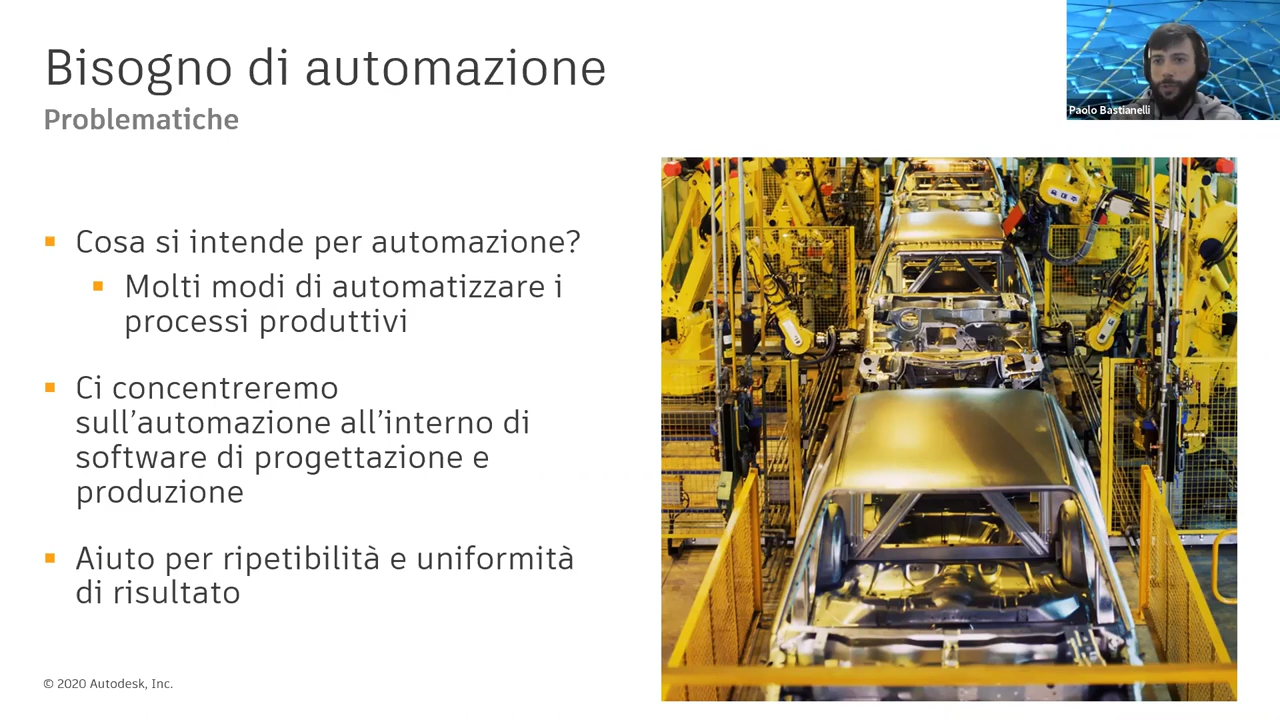 Bisogno di automazione
Problematiche
Paolo Bastianelli
Cosa si intende per automazione?
Molti modi di automatizzare i
processi produttivi
Ci concentreremo
sull’automazione all’interno di
software di progettazione e
produzione
Aiuto per ripetibilità e uniformità
di risultato
© 2020 Autodesk, Inc.